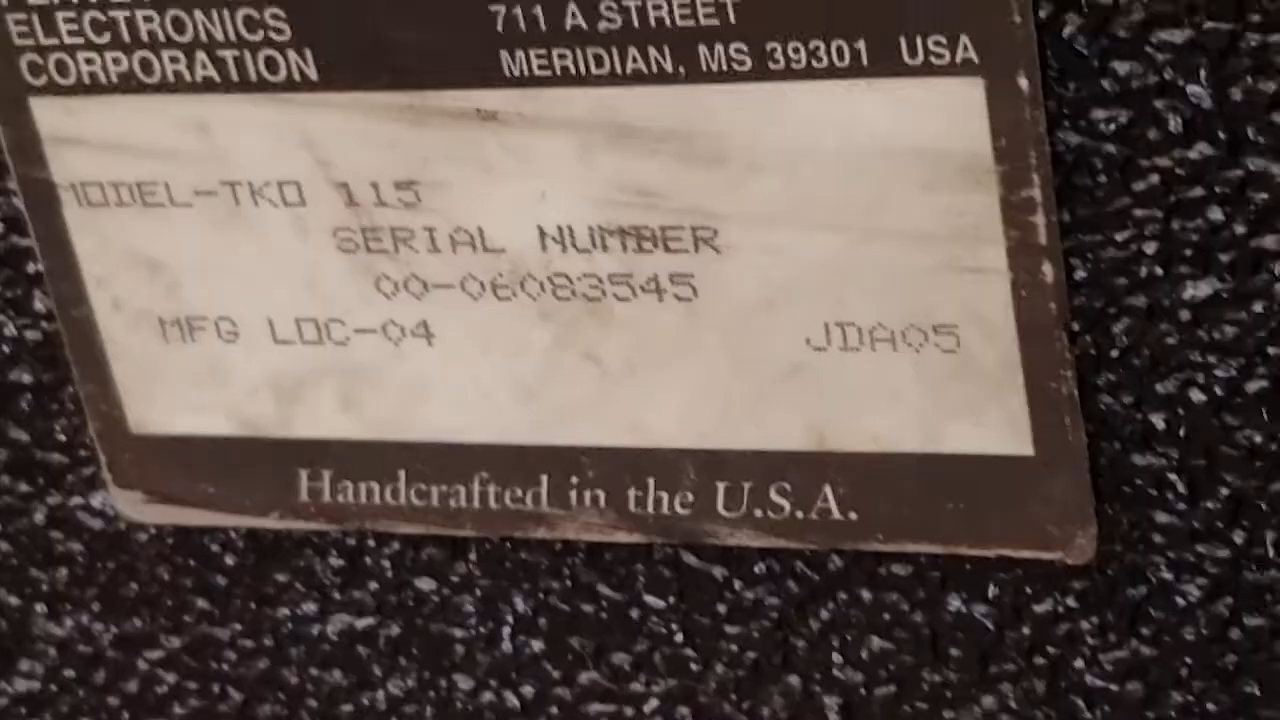 ELECTRONICS
CORPORATION
711 A STREET
MERIDIAN, MS 39301 USA
MODEL-TKO 115
SERIAL NUMBER
00-06083545
MFG LOC-04 JDA05
Handcrafted in the U.S.A.